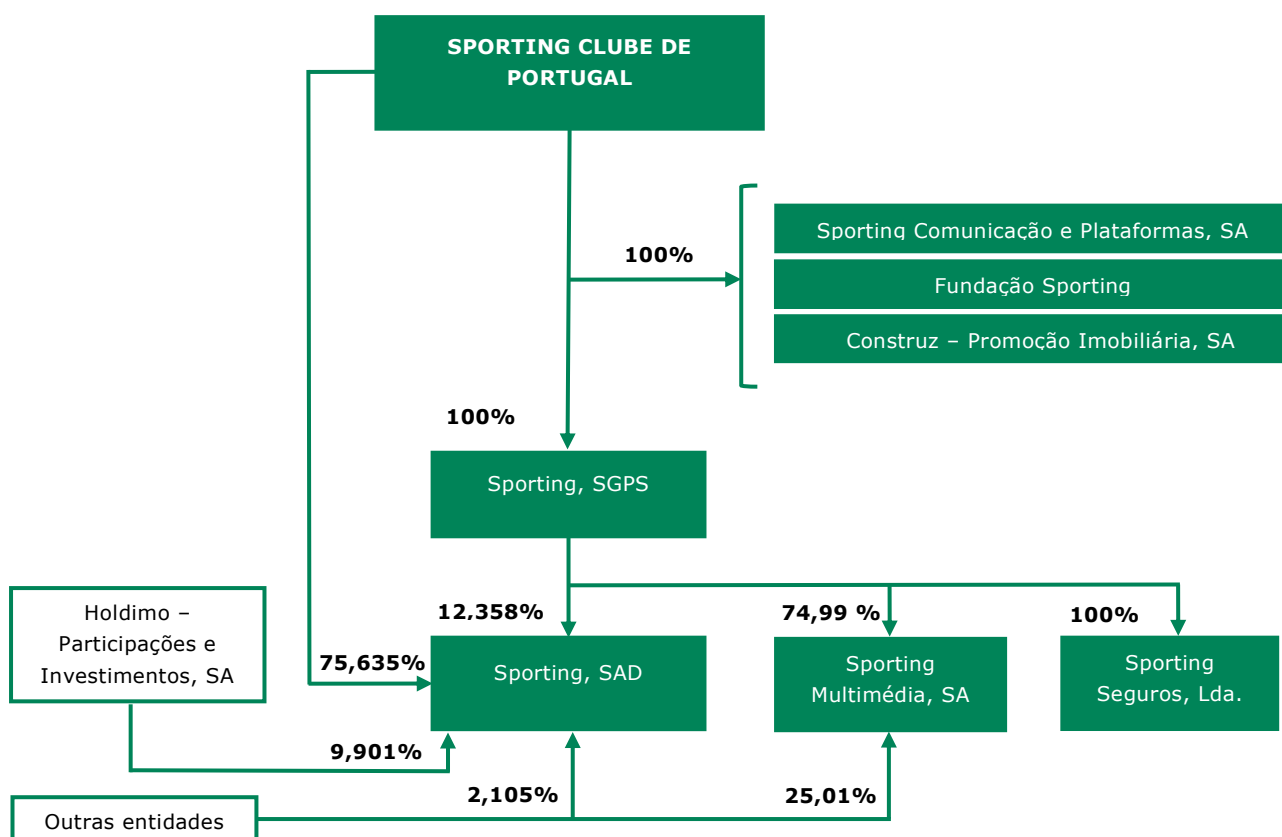 SPORTING CLUBE DE
PORTUGAL
Sporting Comunicação e Plataformas, SA
100%
Fundação Sporting
Construz – Promoção Imobiliária, SA
100%
Sporting, SGPS
Holdimo –
Participações e
Investimentos, SA
12,358%
74,99 %
100%
75,635%
Sporting, SAD
Sporting
Multimédia, SA
Sporting
Seguros, Lda.
9,901%
2,105%
25,01%
Outras entidades